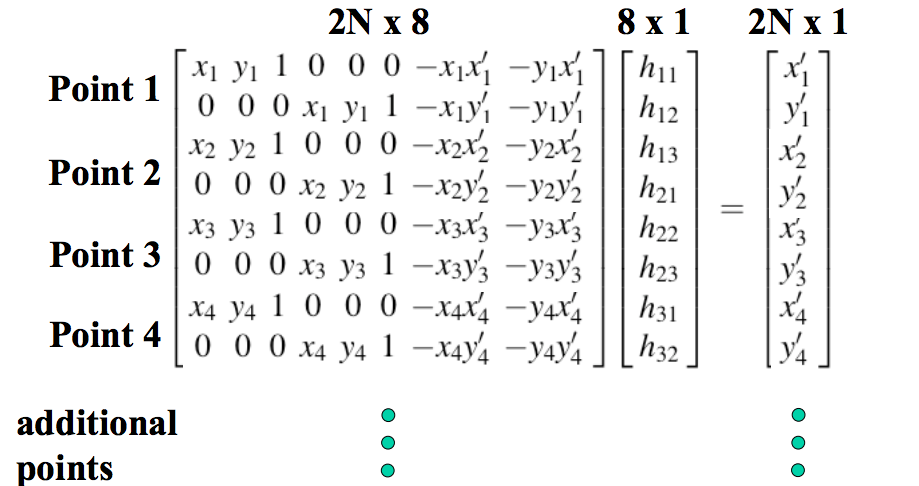 2N x 8 8 x 1 2N x 1
Point 1
x₁ y₁ 1 0 0 0 −x₁x′₁ −y₁x′₁ h₁₁ x′₁
0 0 0 x₁ y₁ 1 −x₁y′₁ −y₁y′₁ h₁₂ y′₁
Point 2
x₂ y₂ 1 0 0 0 −x₂x′₂ −y₂x′₂ h₁₃ x′₂
0 0 0 x₂ y₂ 1 −x₂y′₂ −y₂y′₂ h₂₁ y′₂
=
Point 3
x₃ y₃ 1 0 0 0 −x₃x′₃ −y₃x′₃ h₂₂ x′₃
0 0 0 x₃ y₃ 1 −x₃y′₃ −y₃y′₃ h₂₃ y′₃
Point 4
x₄ y₄ 1 0 0 0 −x₄x′₄ −y₄x′₄ h₃₁ x′₄
0 0 0 x₄ y₄ 1 −x₄y′₄ −y₄y′₄ h₃₂ y′₄
additional
points